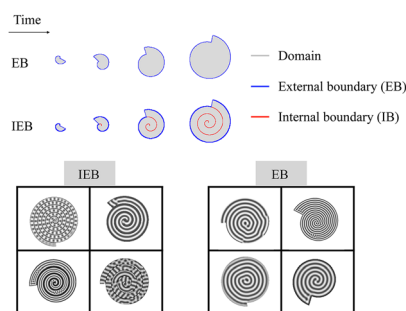 Time
EB
IEB
Domain
External boundary (EB)
Internal boundary (IB)
IEB
EB